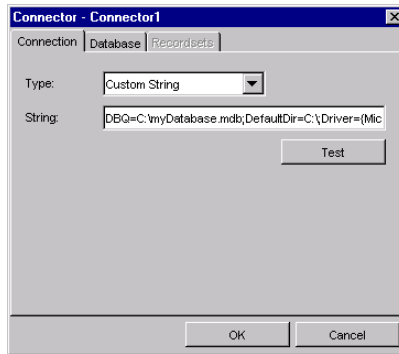 Connector - Connector1
Connection Database Recordsets
Type: Custom String
String: DBQ=C:\myDatabase.mdb;DefaultDir=C:\;Driver={Mic
Test
OK Cancel